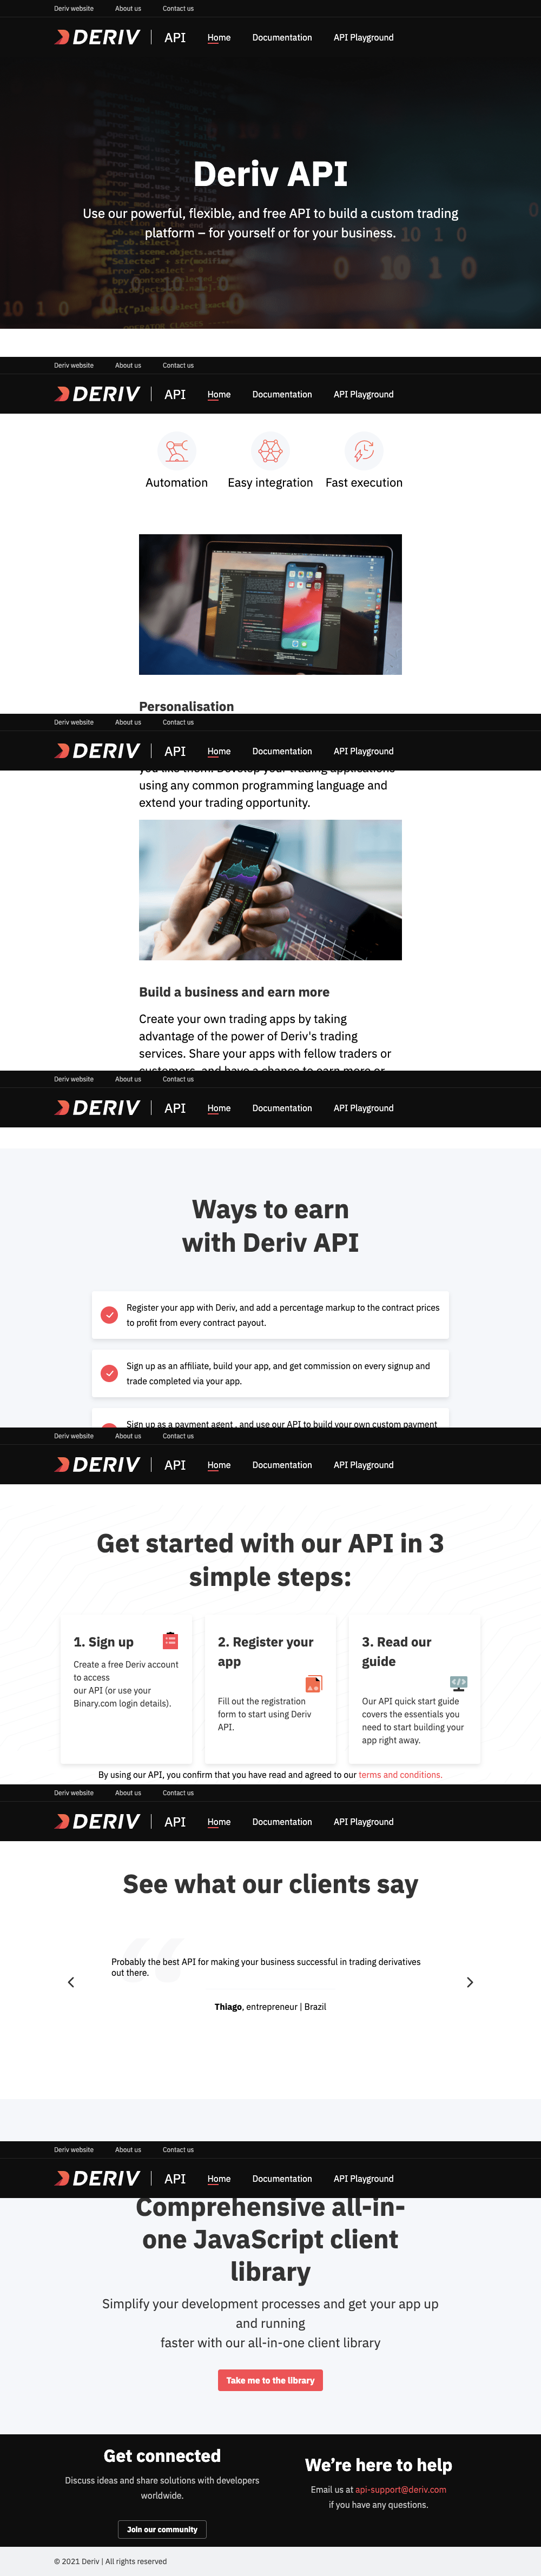 Deriv website About us Contact us
DERIV | API Home Documentation API Playground
Deriv API
Use our powerful, flexible, and free API to build a custom trading
platform – for yourself or for your business.
Deriv website About us Contact us
DERIV | API Home Documentation API Playground
Automation Easy integration Fast execution
Personalisation
Deriv website About us Contact us
DERIV | API Home Documentation API Playground
you like them. Develop your trading applications
using any common programming language and
extend your trading opportunity.
Build a business and earn more
Create your own trading apps by taking
advantage of the power of Deriv's trading
services. Share your apps with fellow traders or
customers, and have a chance to earn more or
Deriv website About us Contact us
DERIV | API Home Documentation API Playground
Ways to earn
with Deriv API
Register your app with Deriv, and add a percentage markup to the contract prices
to profit from every contract payout.
Sign up as an affiliate, build your app, and get commission on every signup and
trade completed via your app.
Sign up as a payment agent , and use our API to build your own custom payment
Deriv website About us Contact us
DERIV | API Home Documentation API Playground
Get started with our API in 3
simple steps:
1. Sign up
Create a free Deriv account
to access
our API (or use your
Binary.com login details).
2. Register your
app
Fill out the registration
form to start using Deriv
API.
3. Read our
guide
Our API quick start guide
covers the essentials you
need to start building your
app right away.
By using our API, you confirm that you have read and agreed to our terms and conditions.
Deriv website About us Contact us
DERIV | API Home Documentation API Playground
See what our clients say
Probably the best API for making your business successful in trading derivatives
out there.
Thiago, entrepreneur | Brazil
Deriv website About us Contact us
DERIV | API Home Documentation API Playground
Comprehensive all-in-
one JavaScript client
library
Simplify your development processes and get your app up
and running
faster with our all-in-one client library
Take me to the library
Get connected
Discuss ideas and share solutions with developers
worldwide.
Join our community
We're here to help
Email us at api-support@deriv.com
if you have any questions.
© 2021 Deriv | All rights reserved